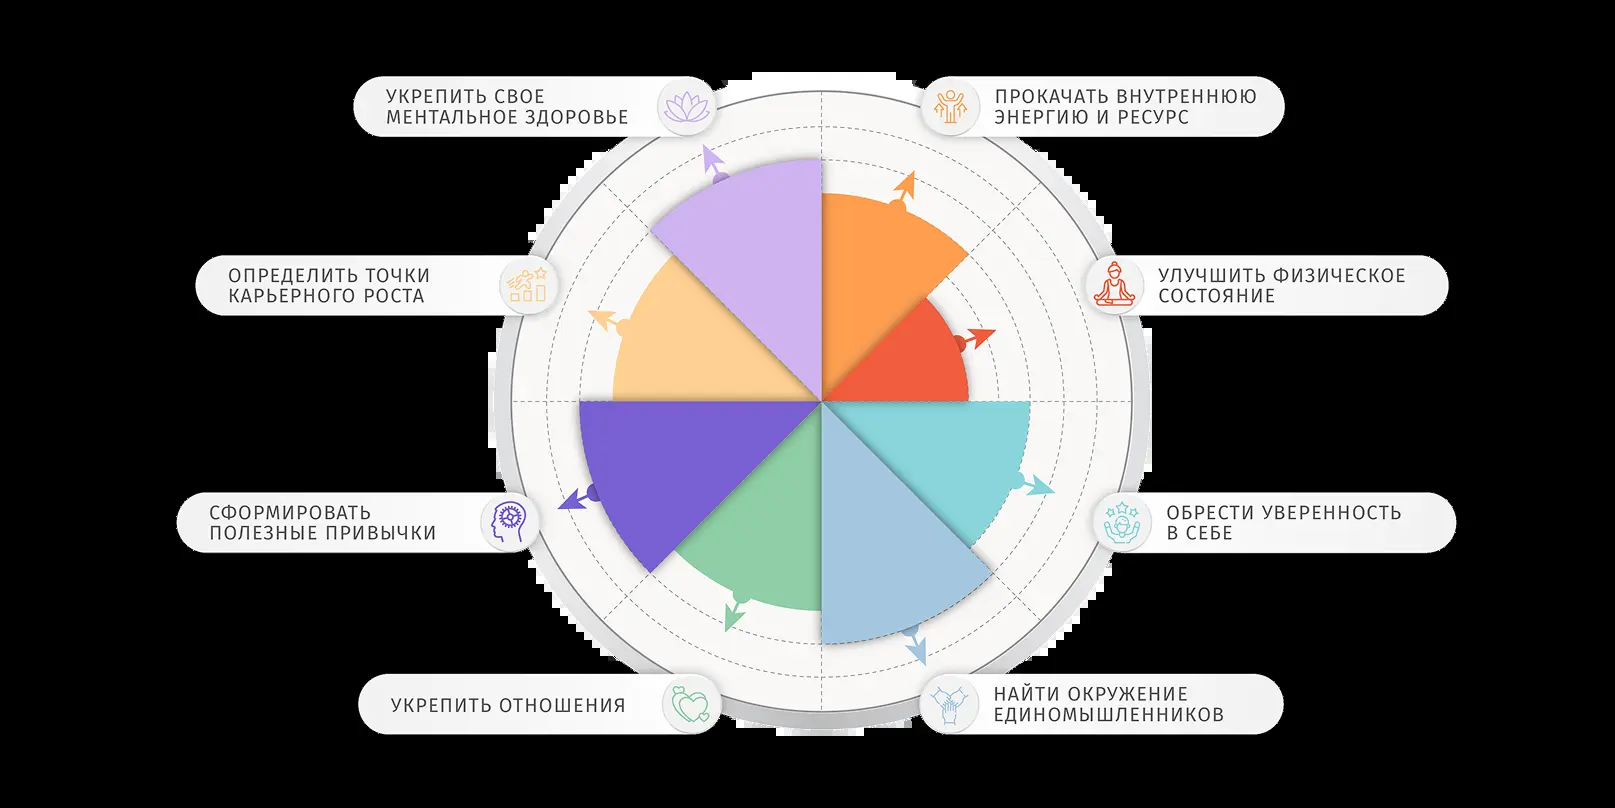 УКРЕПИТЬ СВОЕ
МЕНТАЛЬНОЕ ЗДОРОВЬЕ
ПРОКАЧАТЬ ВНУТРЕННЮЮ
ЭНЕРГИЮ И РЕСУРС
ОПРЕДЕЛИТЬ ТОЧКИ
КАРЬЕРНОГО РОСТА
УЛУЧШИТЬ ФИЗИЧЕСКОЕ
СОСТОЯНИЕ
СФОРМИРОВАТЬ
ПОЛЕЗНЫЕ ПРИВЫЧКИ
ОБРЕСТИ УВЕРЕННОСТЬ
В СЕБЕ
УКРЕПИТЬ ОТНОШЕНИЯ
НАЙТИ ОКРУЖЕНИЕ
ЕДИНОМЫШЛЕННИКОВ